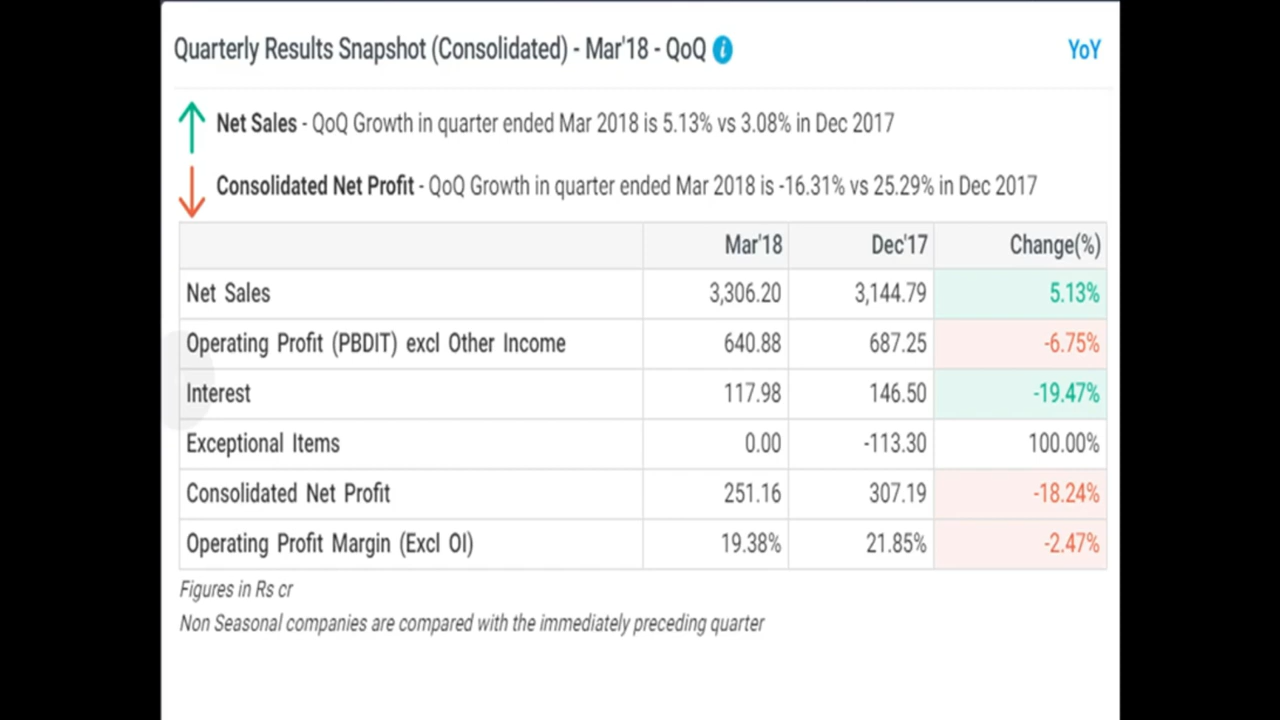 Quarterly Results Snapshot (Consolidated) - Mar'18 - QoQ i YoY
Net Sales - QoQ Growth in quarter ended Mar 2018 is 5.13% vs 3.08% in Dec 2017
Consolidated Net Profit - QoQ Growth in quarter ended Mar 2018 is -16.31% vs 25.29% in Dec 2017
Mar'18 Dec'17 Change(%)
Net Sales 3,306.20 3,144.79 5.13%
Operating Profit (PBDIT) excl Other Income 640.88 687.25 -6.75%
Interest 117.98 146.50 -19.47%
Exceptional Items 0.00 -113.30 100.00%
Consolidated Net Profit 251.16 307.19 -18.24%
Operating Profit Margin (Excl OI) 19.38% 21.85% -2.47%
Figures in Rs cr
Non Seasonal companies are compared with the immediately preceding quarter